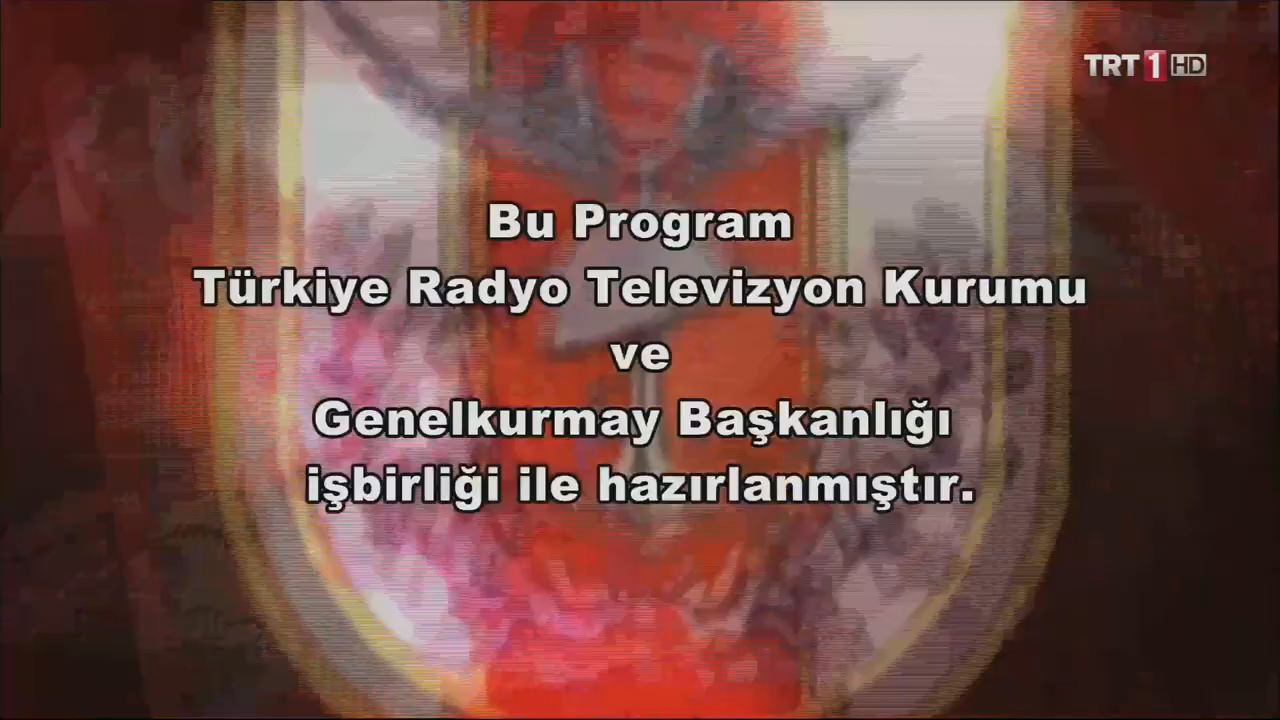 TRT 1 HD
Bu Program
Türkiye Radyo Televizyon Kurumu
ve
Genelkurmay Başkanlığı
işbirliği ile hazırlanmıştır.